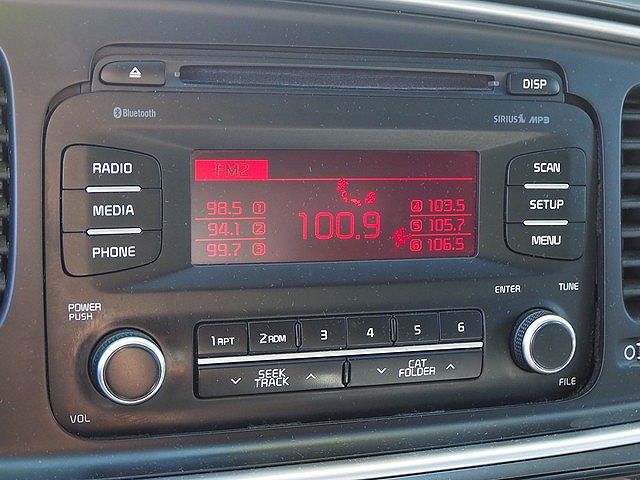 DISP
Bluetooth
SIRIUS MP3
RADIO
MEDIA
PHONE
FM2
98.5 1
94.1 2
99.7 3
100.9
4 103.5
5 105.7
6 106.5
SCAN
SETUP
MENU
POWER
PUSH
VOL
1 APT
2 RDM
3
4
5
6
SEEK
TRACK
CAT
FOLDER
ENTER
TUNE
FILE